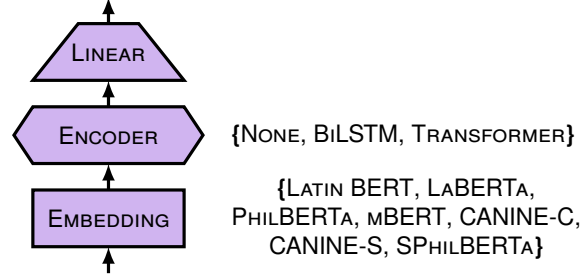 LINEAR
ENCODER
{NONE, BILSTM, TRANSFORMER}
EMBEDDING
{LATIN BERT, LABERTA,
PHILBERTA, MBERT, CANINE-C,
CANINE-S, SPHILBERTA}